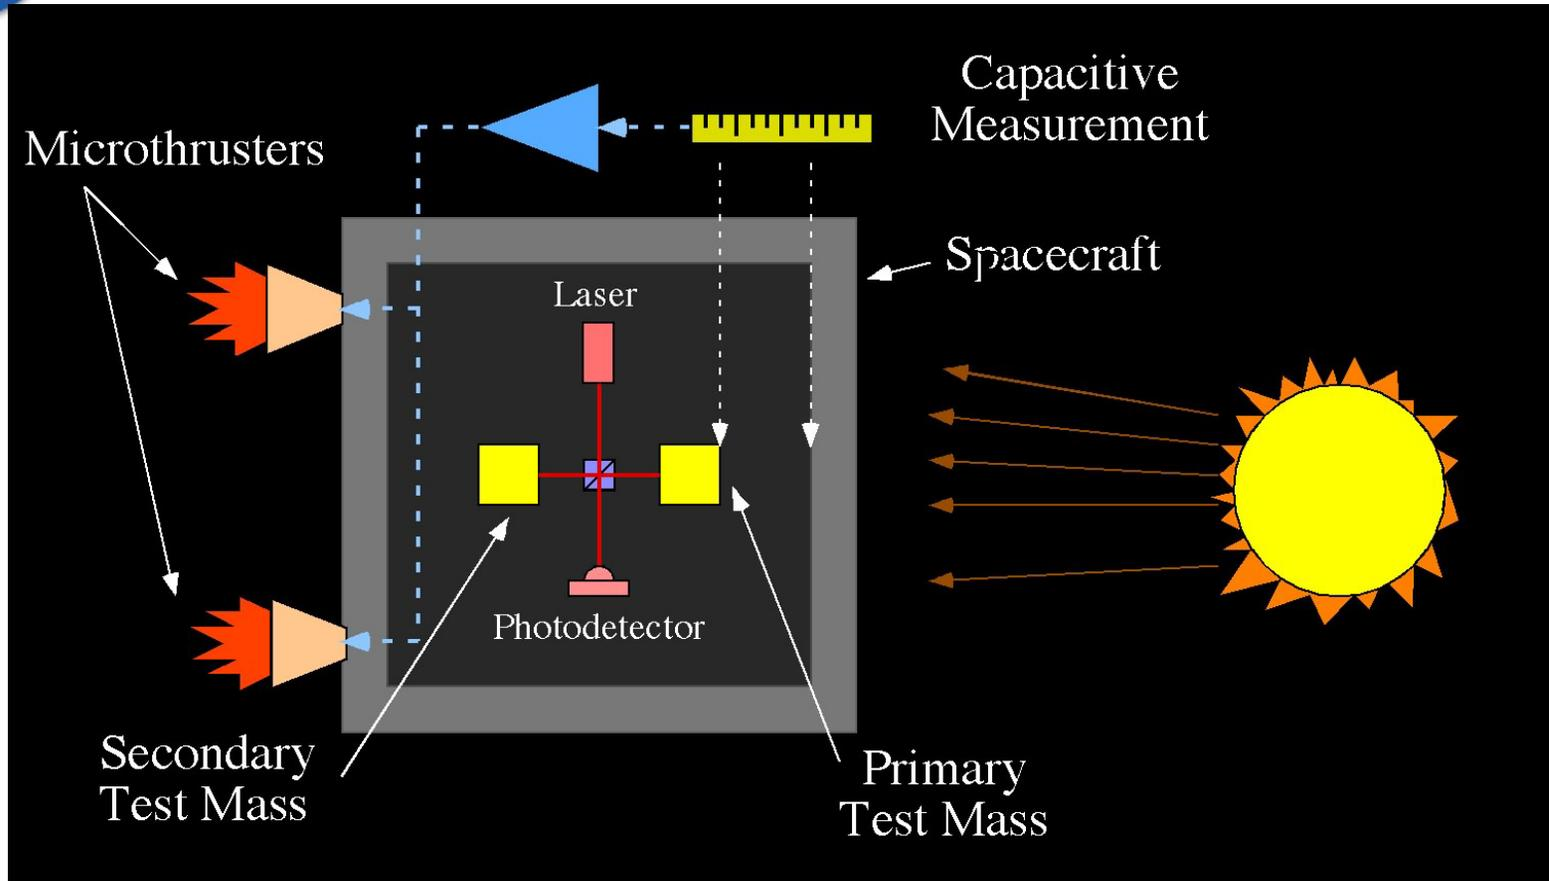 Capacitive
Measurement
Microthrusters
Spacecraft
Laser
Photodetector
Secondary
Test Mass
Primary
Test Mass